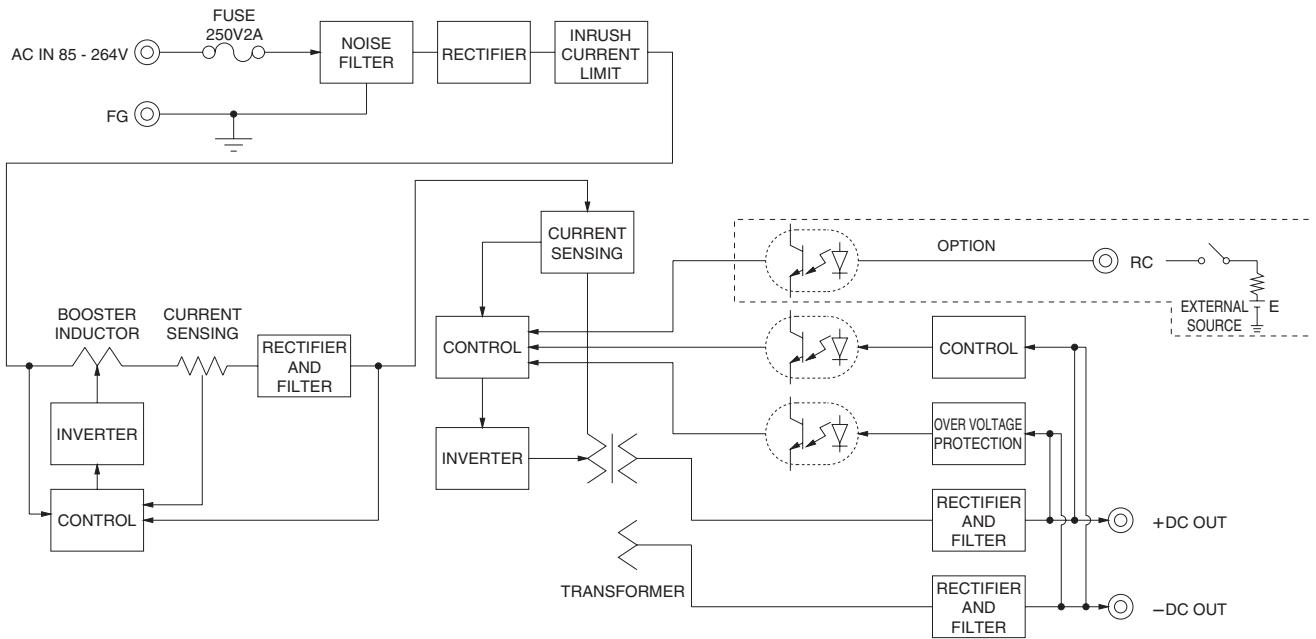 FUSE
250V2A
AC IN 85 - 264V
NOISE
FILTER
RECTIFIER
INRUSH
CURRENT
LIMIT
FG
CURRENT
SENSING
OPTION
RC
EXTERNAL
SOURCE
E
BOOSTER
INDUCTOR
CURRENT
SENSING
RECTIFIER
AND
FILTER
CONTROL
CONTROL
INVERTER
INVERTER
OVER VOLTAGE
PROTECTION
CONTROL
RECTIFIER
AND
FILTER
+DC OUT
TRANSFORMER
RECTIFIER
AND
FILTER
−DC OUT